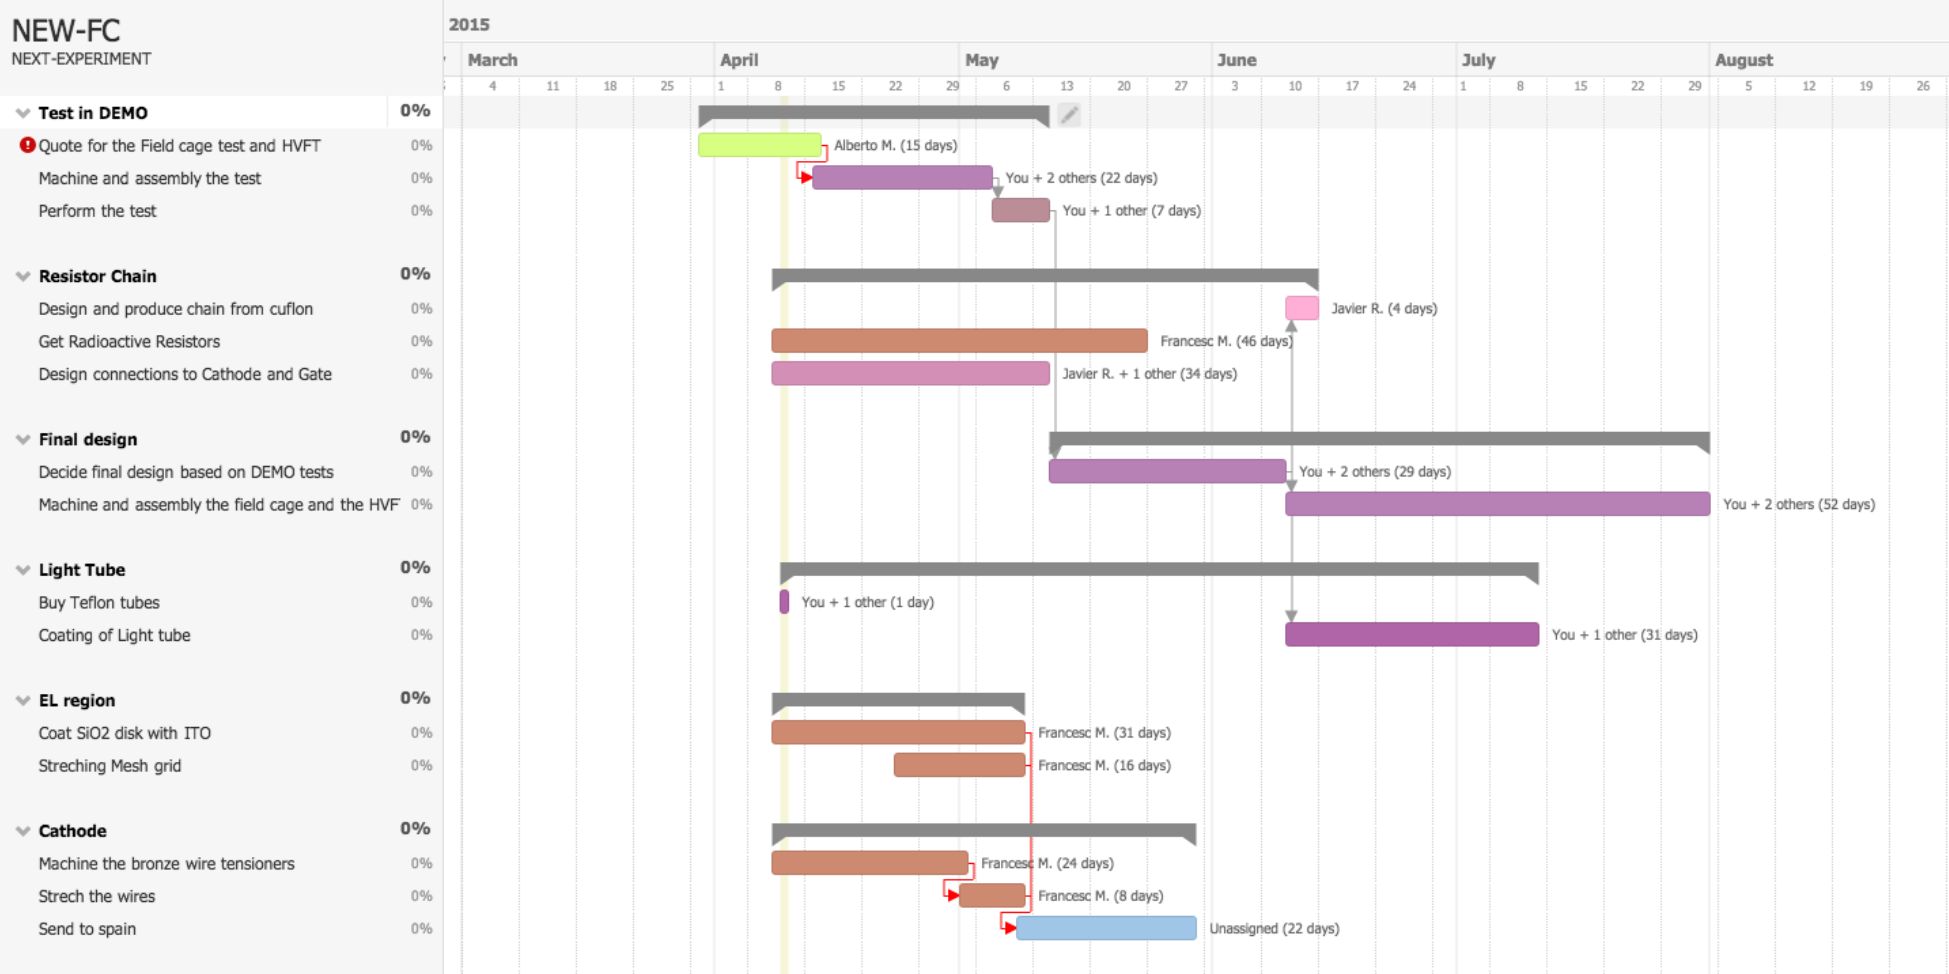 NEW-FC
NEXT-EXPERIMENT
2015
March April May June July August
4 11 18 25 1 8 15 22 29 6 13 20 27 3 10 17 24 1 8 15 22 29 5 12 19 26
Test in DEMO 0%
Quote for the Field cage test and HVFT 0% Alberto M. (15 days)
Machine and assembly the test 0% You + 2 others (22 days)
Perform the test 0% You + 1 other (7 days)
Resistor Chain 0%
Design and produce chain from cuflon 0% Javier R. (4 days)
Get Radioactive Resistors 0% Francesc M. (46 days)
Design connections to Cathode and Gate 0% Javier R. + 1 other (34 days)
Final design 0%
Decide final design based on DEMO tests 0% You + 2 others (29 days)
Machine and assembly the field cage and the HVF 0% You + 2 others (52 days)
Light Tube 0%
Buy Teflon tubes 0% You + 1 other (1 day)
Coating of Light tube 0% You + 1 other (31 days)
EL region 0%
Coat SiO2 disk with ITO 0% Francesc M. (31 days)
Streching Mesh grid 0% Francesc M. (16 days)
Cathode 0%
Machine the bronze wire tensioners 0% Francesc M. (24 days)
Strech the wires 0% Francesc M. (8 days)
Send to spain 0% Unassigned (22 days)